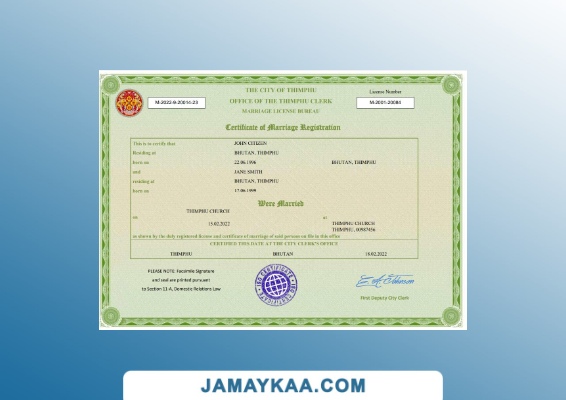 THE CITY OF THIMPHU
License Number
M-2022-9-20014-23
OFFICE OF THE THIMPHU CLERK
M-2001-20084
MARRIAGE LICENSE BUREAU
Certificate of Marriage Registration
This is to certify that JOHN CITIZEN
Residing at BHUTAN, THIMPHU
born on 22.06.1996 BHUTAN, THIMPHU
and JANE SMITH
residing at BHUTAN, THIMPHU
born on 17.06.1999
Were Married
THIMPHU CHURCH
on at
15.02.2022 THIMPHU CHURCH
THIMPHU, 00987456
as shown by the duly registered license and certificate of marriage of said persons on file in this office
CERTIFIED THIS DATE AT THE CITY CLERK'S OFFICE
THIMPHU BHUTAN 18.02.2022
PLEASE NOTE: Facsimile Signature
and seal are printed pursuant
to Section 11-A, Domestic Relations Law
First Deputy City Clerk
JAMAYKAA.COM